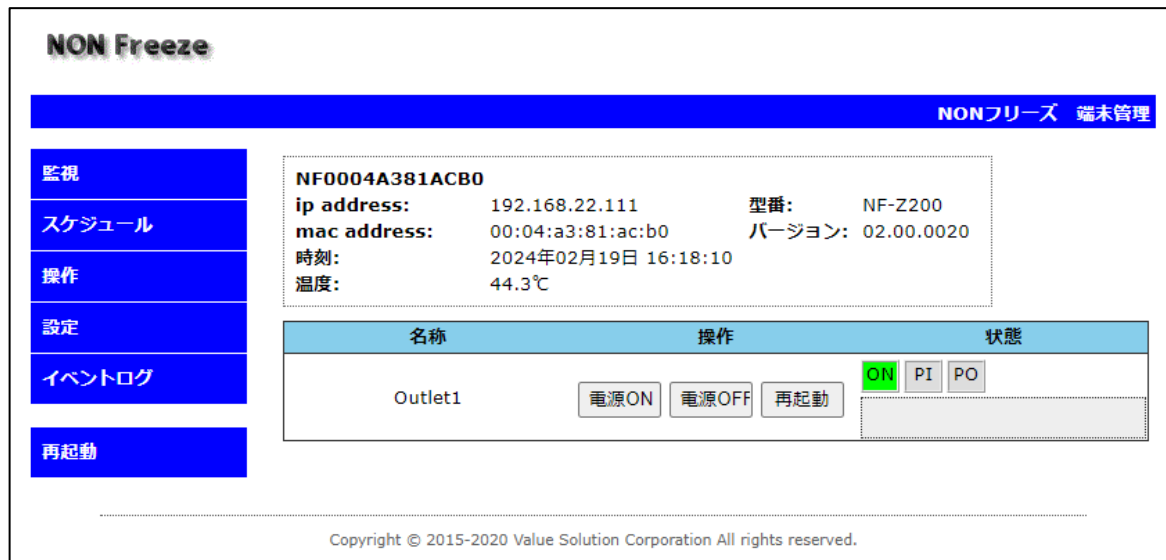 NON Freeze
NONフリーズ 端末管理
監視
スケジュール
操作
設定
イベントログ
再起動
NF0004A381ACB0
ip address: 192.168.22.111 型番: NF-Z200
mac address: 00:04:a3:81:ac:b0 バージョン: 02.00.0020
時刻: 2024年02月19日 16:18:10
温度: 44.3℃
名称 操作 状態
Outlet1 電源ON 電源OFF 再起動 ON PI PO
Copyright © 2015-2020 Value Solution Corporation All rights reserved.